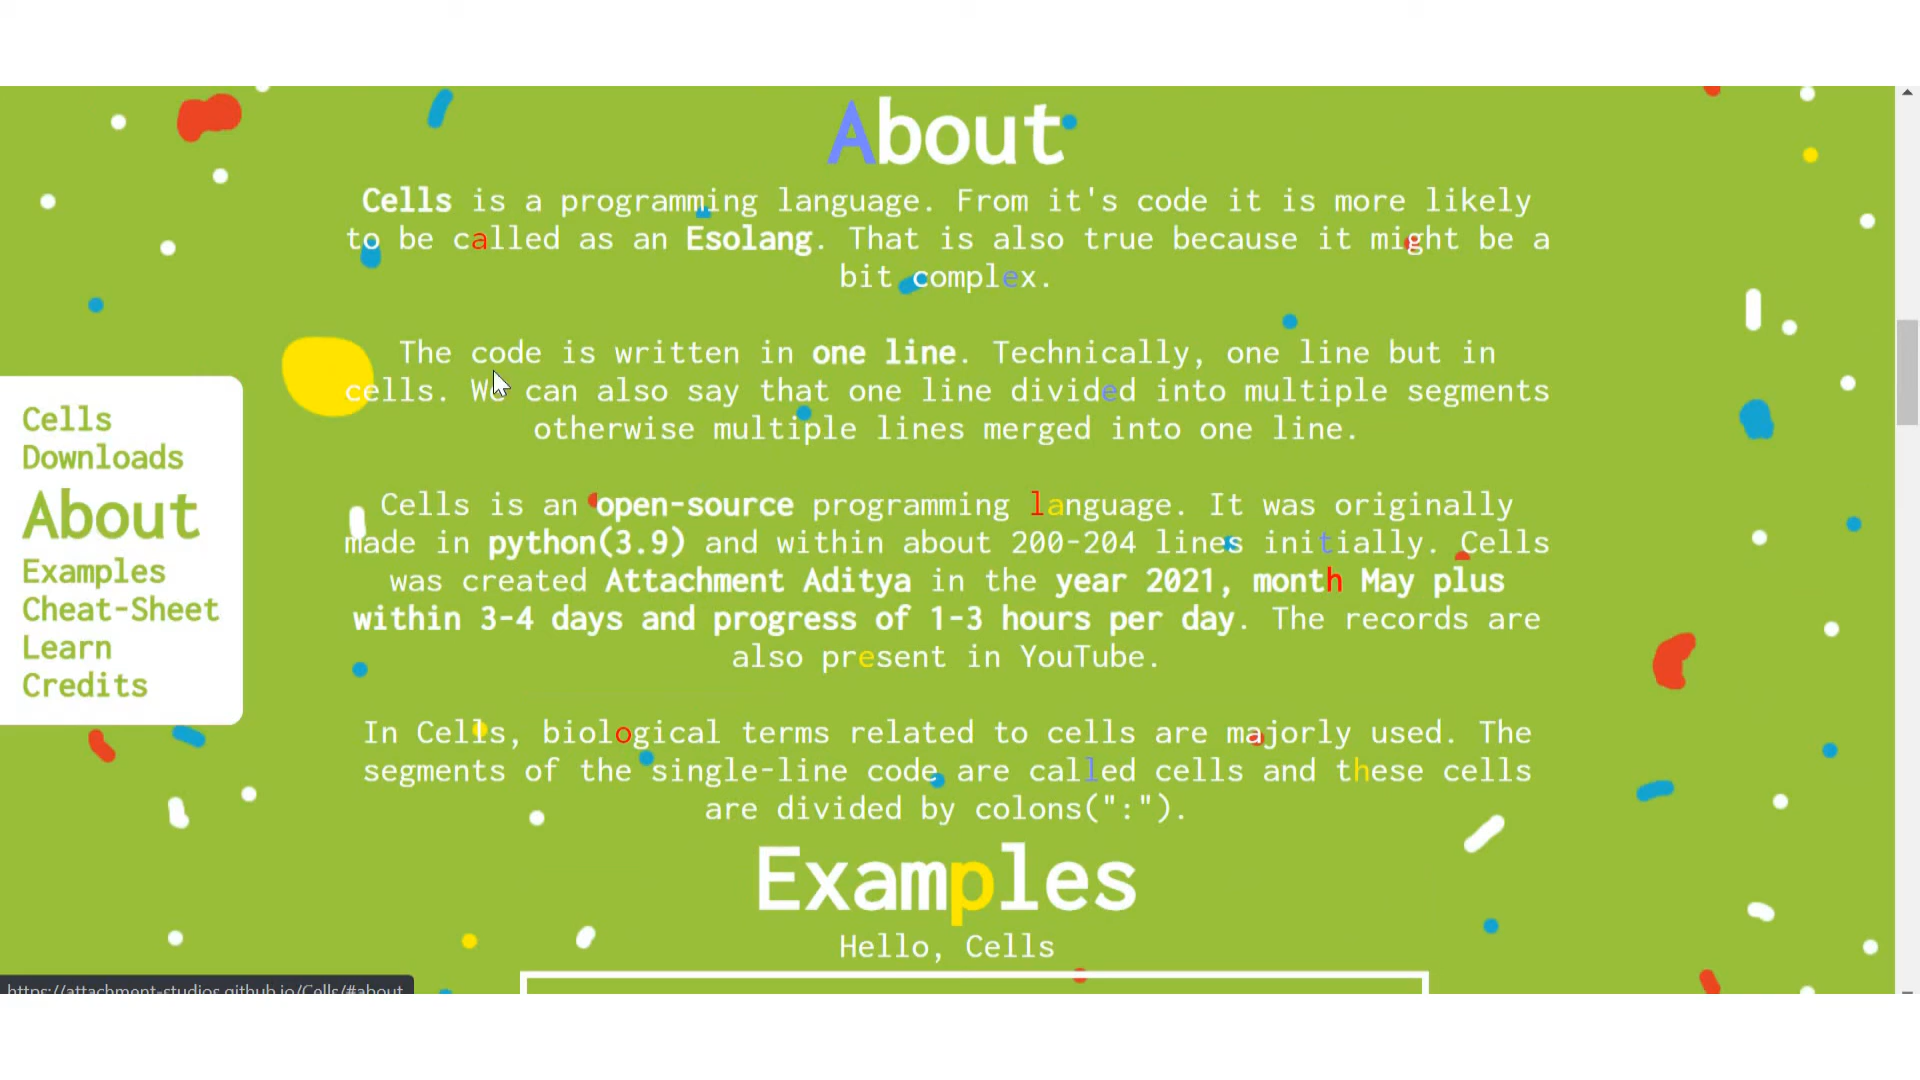 About
Cells is a programming language. From it's code it is more likely
to be called as an Esolang. That is also true because it might be a
bit complex.
The code is written in one line. Technically, one line but in
cells. We can also say that one line divided into multiple segments
otherwise multiple lines merged into one line.
Cells is an open-source programming language. It was originally
made in python(3.9) and within about 200-204 lines initially. Cells
was created Attachment Aditya in the year 2021, month May plus
within 3-4 days and progress of 1-3 hours per day. The records are
also present in YouTube.
In Cells, biological terms related to cells are majorly used. The
segments of the single-line code are called cells and these cells
are divided by colons(":").
Examples
Hello, Cells
Cells
Downloads
About
Examples
Cheat-Sheet
Learn
Credits
https://attachment-studios.github.io/Cells/#about